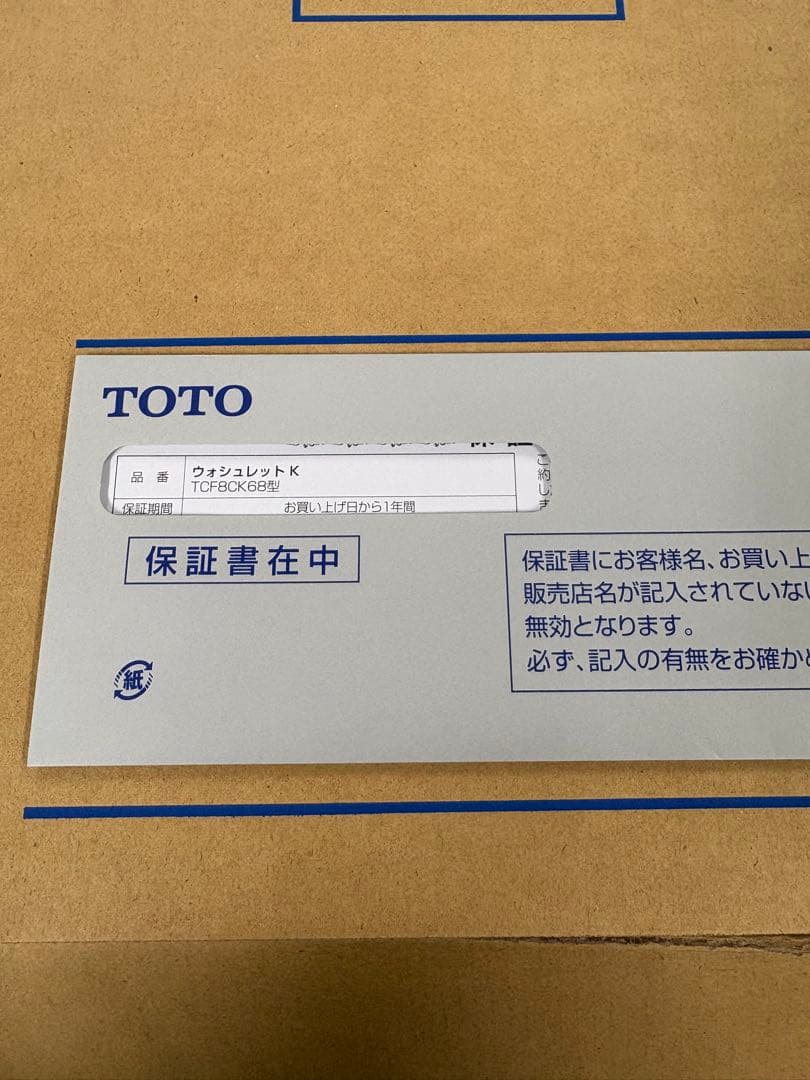 TOTO
品番 ウォシュレット K
TCF8CK68型
保証期間 お買い上げ日から1年間
こ
約
し
保証書在中
保証書にお客様名、お買い上
販売店名が記入されていな
無効となります。
必ず、記入の有無をお確か
紙